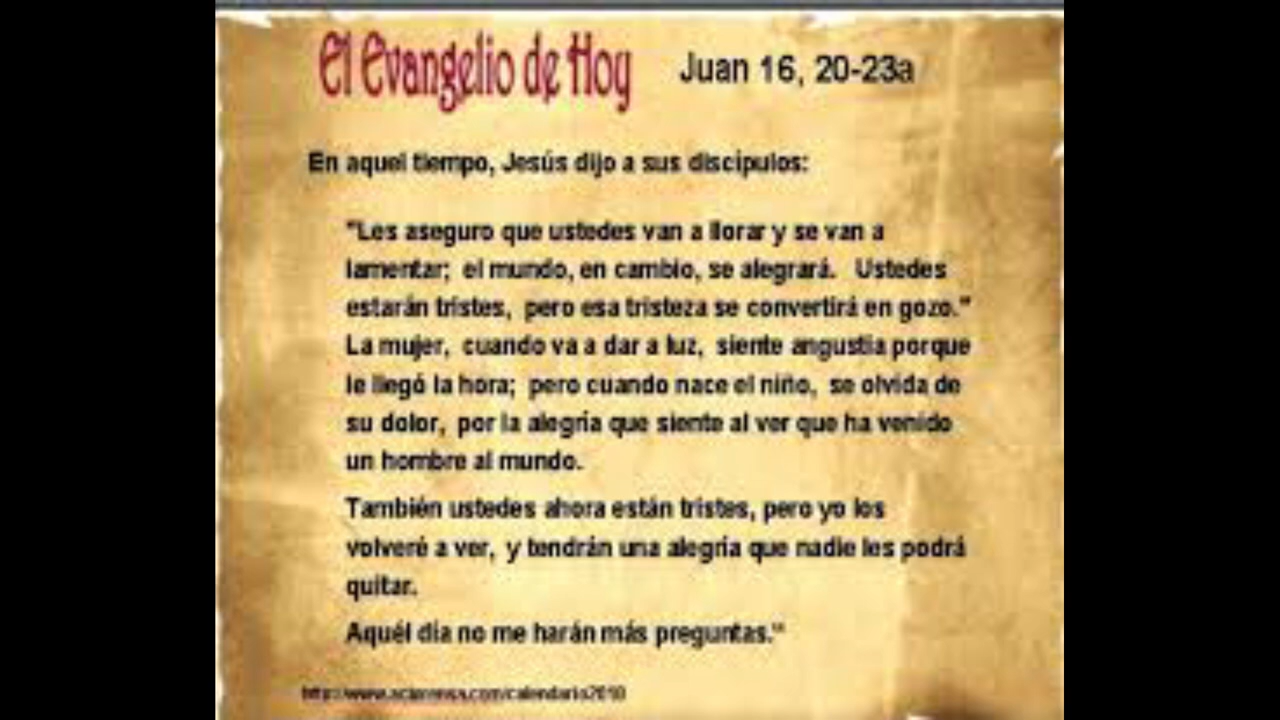 El Evangelio de Hoy Juan 16, 20-23a
En aquel tiempo, Jesús dijo a sus discípulos:
"Les aseguro que ustedes van a llorar y se van a
lamentar; el mundo, en cambio, se alegrará. Ustedes
estarán tristes, pero esa tristeza se convertirá en gozo."
La mujer, cuando va a dar a luz, siente angustia porque
le llegó la hora; pero cuando nace el niño, se olvida de
su dolor, por la alegría que siente al ver que ha venido
un hombre al mundo.
También ustedes ahora están tristes, pero yo los
volveré a ver, y tendrán una alegría que nadie les podrá
quitar.
Aquél día no me harán más preguntas."
http://www.aciprensa.com/calendario2010